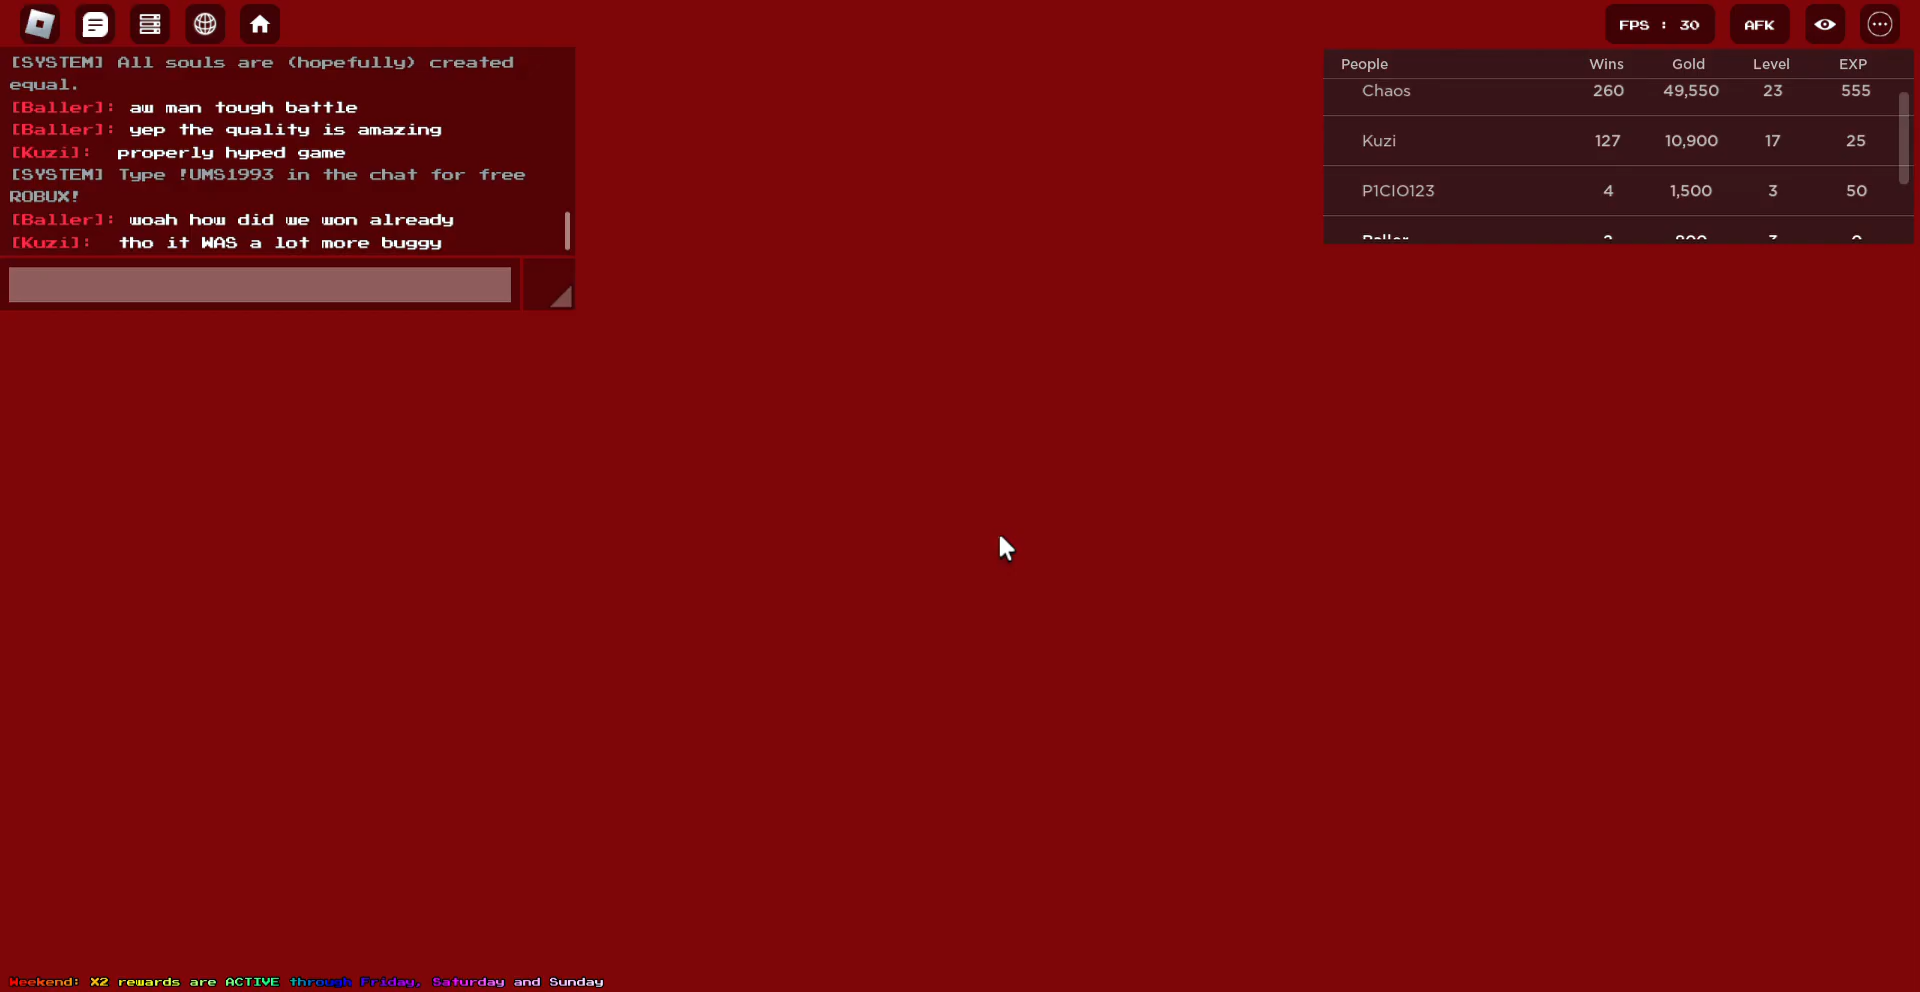 FPS : 30
AFK
[SYSTEM] All souls are (hopefully) created
equal.
[Baller]: aw man tough battle
[Baller]: yep the quality is amazing
[Kuzi]: properly hyped game
[SYSTEM] Type !UMS1993 in the chat for free
ROBUX!
[Baller]: woah how did we won already
[Kuzi]: tho it WAS a lot more buggy
People Wins Gold Level EXP
Chaos 260 49,550 23 555
Kuzi 127 10,900 17 25
P1CIO123 4 1,500 3 50
Baller
Weekend: X2 rewards are ACTIVE through Friday, Saturday and Sunday